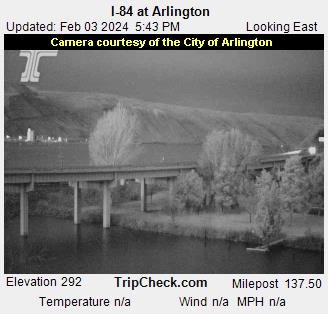 I-84 at Arlington
Updated: Feb 03 2024 5:43 PM Looking East
Camera courtesy of the City of Arlington
Elevation 292 TripCheck.com Milepost 137.50
Temperature n/a Wind n/a MPH n/a